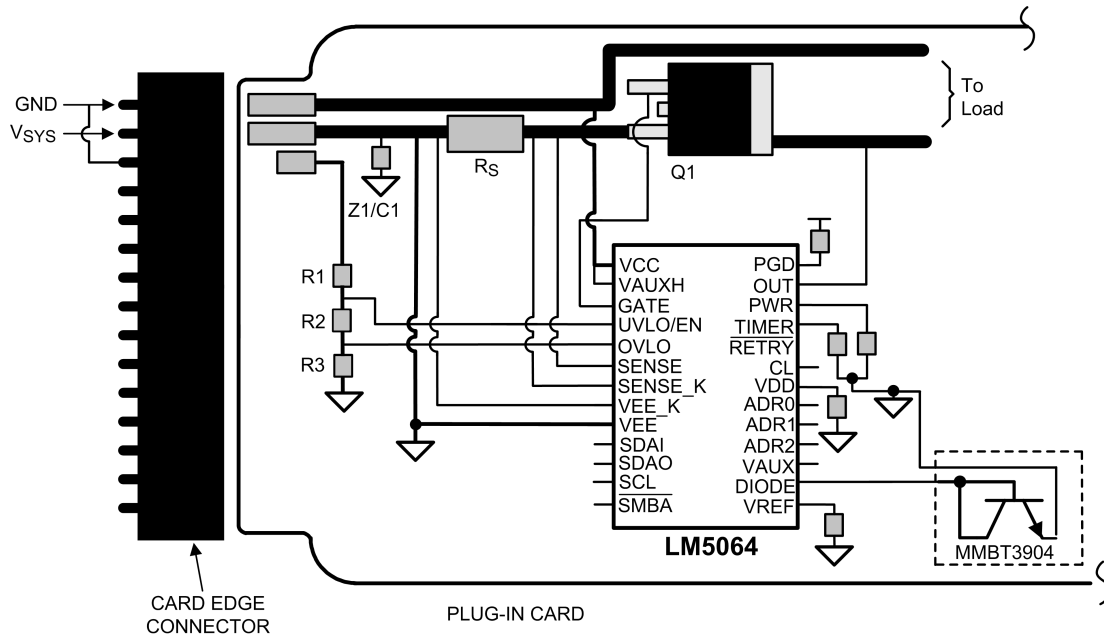 GND
VSYS
To
Load
RS
Q1
Z1/C1
R1
R2
R3
VCC
VAUXH
GATE
UVLO/EN
OVLO
SENSE
SENSE_K
VEE_K
VEE
SDAI
SDAO
SCL
SMBA
PGD
OUT
PWR
TIMER
RETRY
CL
VDD
ADR0
ADR1
ADR2
VAUX
DIODE
VREF
LM5064
MMBT3904
CARD EDGE
CONNECTOR
PLUG-IN CARD